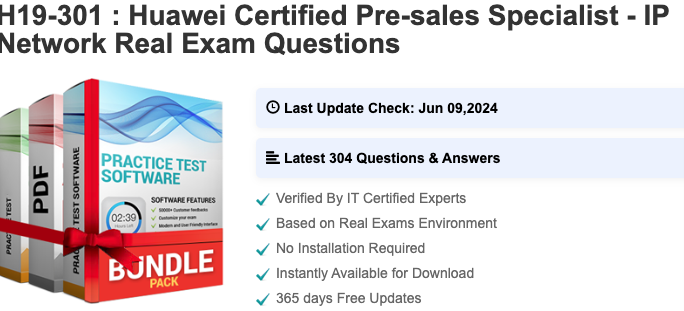 H19-301 : Huawei Certified Pre-sales Specialist - IP
Network Real Exam Questions
Last Update Check: Jun 09,2024
Latest 304 Questions & Answers
Verified By IT Certified Experts
Based on Real Exams Environment
No Installation Required
Instantly Available for Download
365 days Free Updates
PRACTICE TEST
PDF
PRACTICE TEST SOFTWARE
PRACTICE TEST
SOFTWARE
SOFTWARE FEATURES
02:39
Hours Left
50000+ Customer feedbacks
Customize your exam
Modern and User Friendly Interface
BUNDLE
PACK